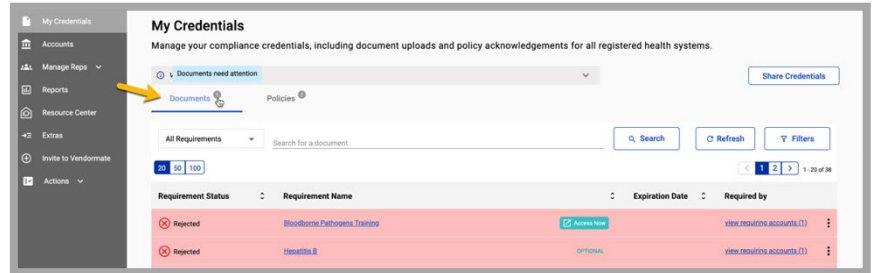 My Credentials
Accounts
Manage Reps
Reports
Resource Center
Extras
Invite to Vendormate
Actions
My Credentials
Manage your compliance credentials, including document uploads and policy acknowledgements for all registered health systems.
Documents need attention
Share Credentials
Documents
Policies
All Requirements
Search for a document
Search
Refresh
Filters
20 50 100
1 2 1 - 20 of 38
Requirement Status Requirement Name Expiration Date Required by
Rejected Bloodborne Pathogens Training Access Now view requiring accounts (1)
Rejected Hepatitis B OPTIONAL view requiring accounts (1)